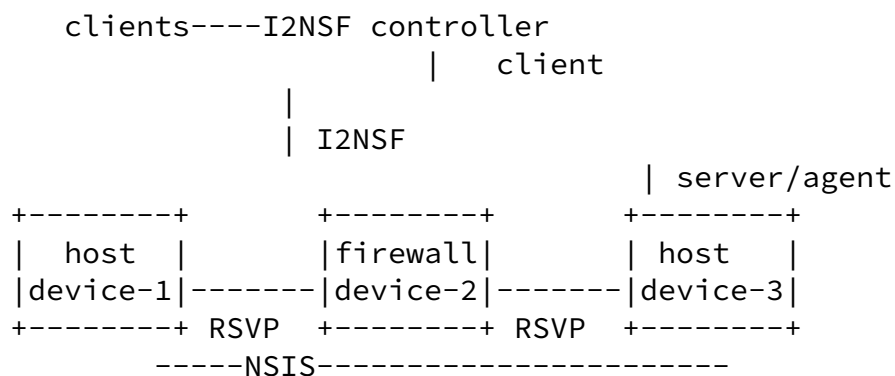 clients----I2NSF controller
| client
|
| I2NSF
| server/agent
+--------+ +--------+ +--------+
| host | |firewall| | host |
|device-1|-------|device-2|-------|device-3|
+--------+ RSVP +--------+ RSVP +--------+
-----NSIS-----------------------